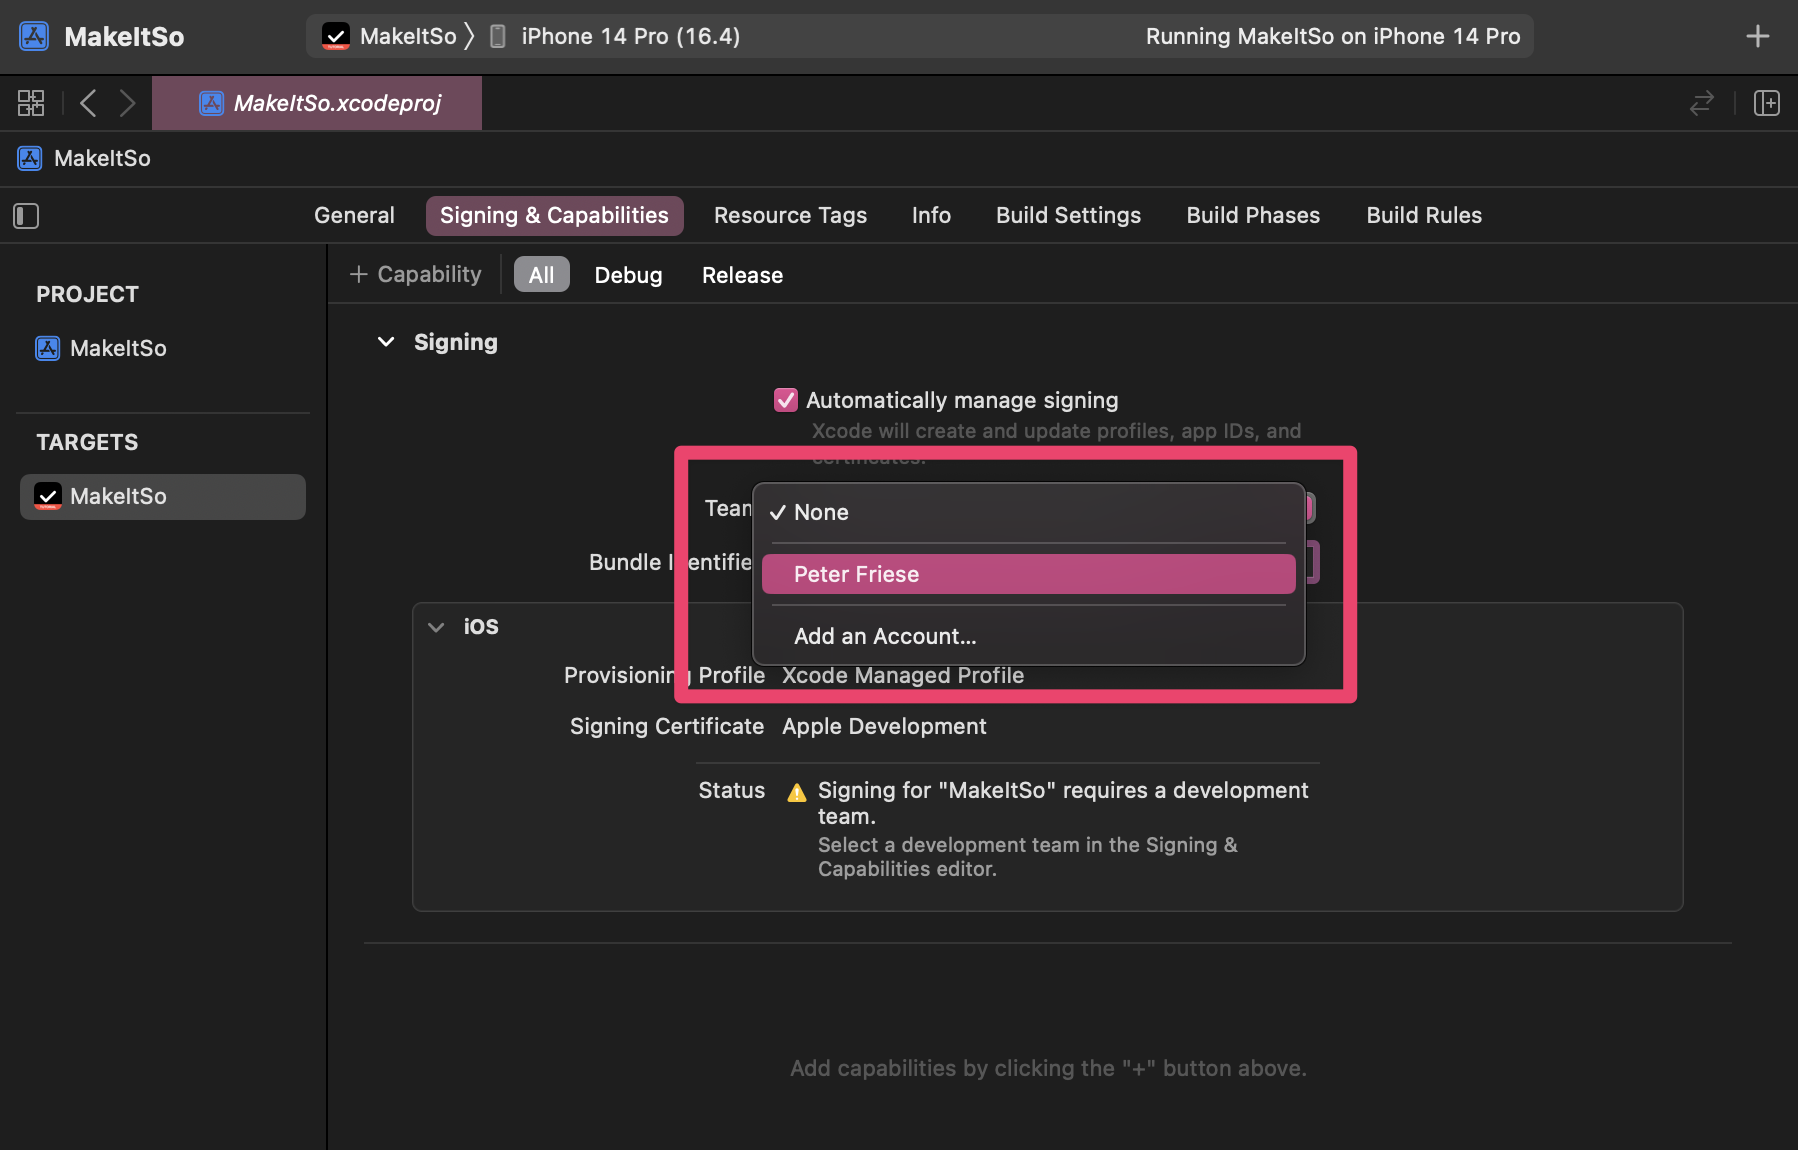 MakeItSo
MakeItSo
iPhone 14 Pro (16.4)
Running MakeItSo on iPhone 14 Pro
MakeItSo.xcodeproj
MakeItSo
General
Signing & Capabilities
Resource Tags
Info
Build Settings
Build Phases
Build Rules
PROJECT
MakeItSo
TARGETS
MakeItSo
+ Capability
All
Debug
Release
Signing
Automatically manage signing
Xcode will create and update profiles, app IDs, and
certificates.
Team
None
Peter Friese
Add an Account...
Bundle Identifie
iOS
Provisioning Profile
Xcode Managed Profile
Signing Certificate
Apple Development
Status
Signing for "MakeItSo" requires a development
team.
Select a development team in the Signing &
Capabilities editor.
Add capabilities by clicking the "+" button above.